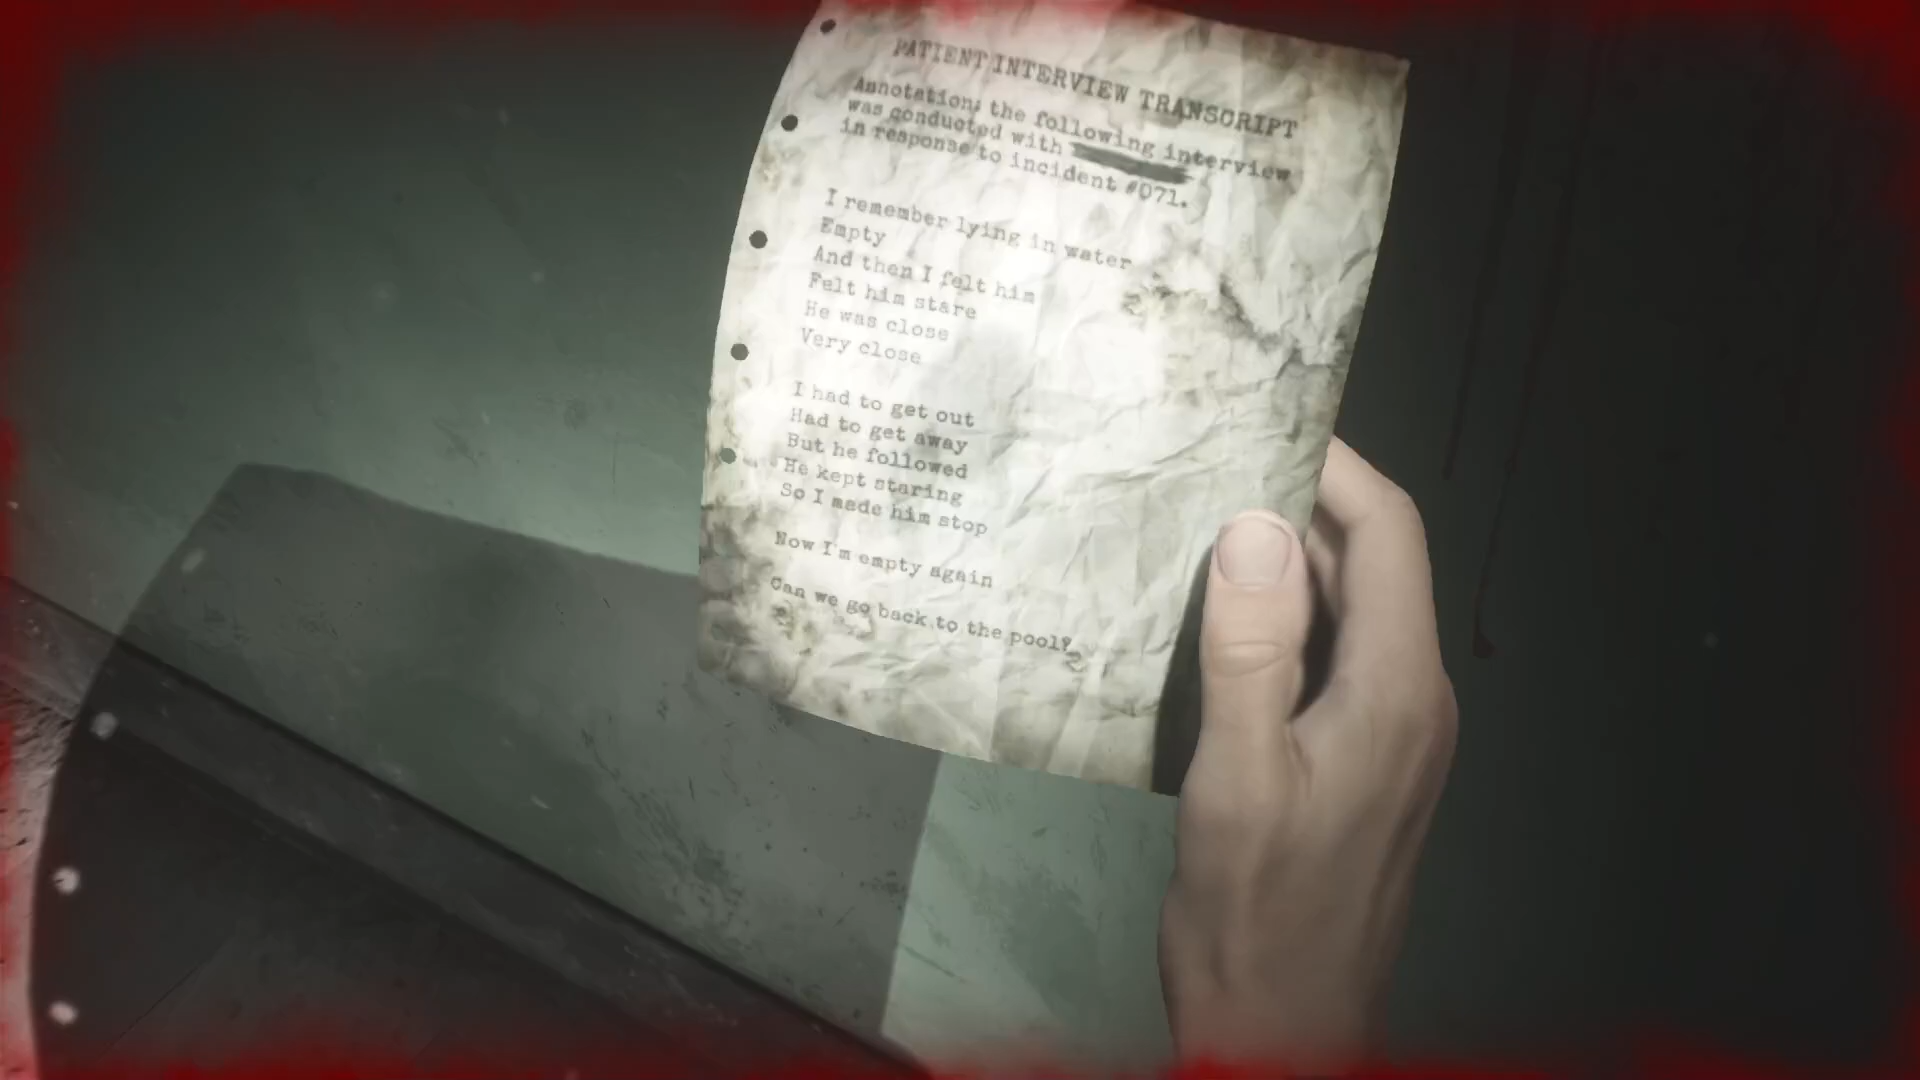 PATIENT INTERVIEW TRANSCRIPT
Annotation: the following interview
was conducted with
in response to incident #071.
I remember lying in water
Empty
And then I felt him
Felt him stare
He was close
Very close
I had to get out
Had to get away
But he followed
He kept staring
So I made him stop
Now I'm empty again
Can we go back to the pool?